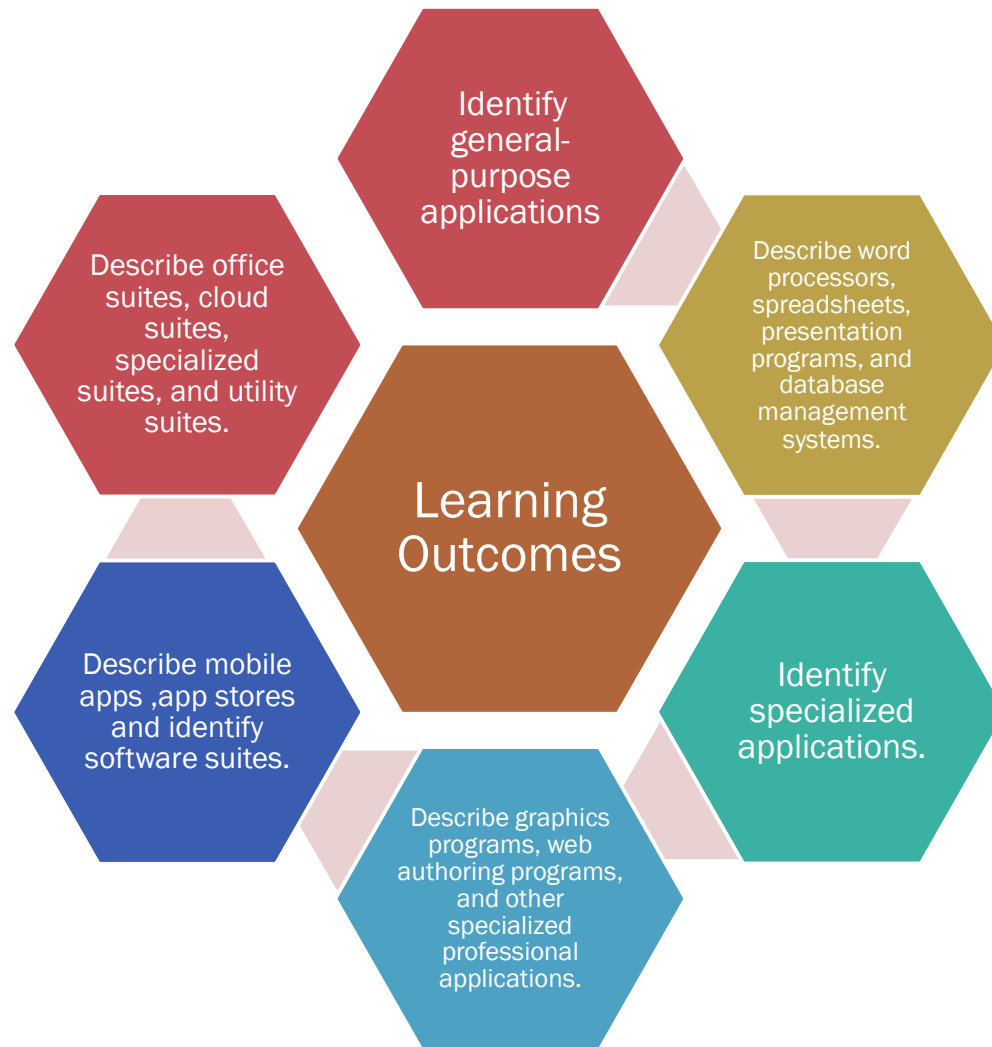 Identify
general-
purpose
applications
Describe word
processors,
spreadsheets,
presentation
programs, and
database
management
systems.
Identify
specialized
applications.
Describe graphics
programs, web
authoring programs,
and other
specialized
professional
applications.
Describe mobile
apps ,app stores
and identify
software suites.
Describe office
suites, cloud
suites,
specialized
suites, and utility
suites.
Learning
Outcomes